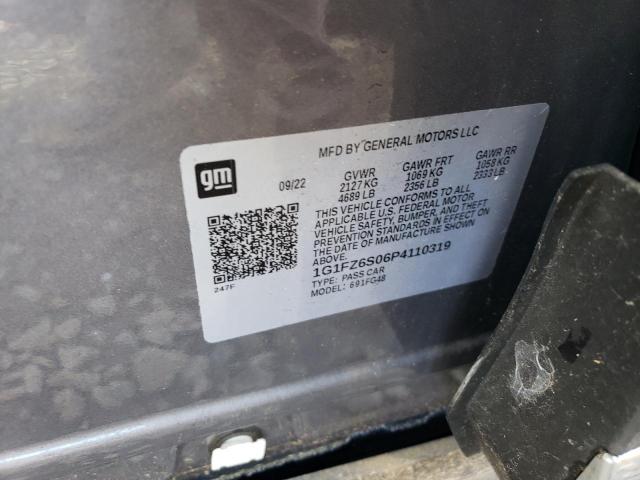 MFD BY GENERAL MOTORS LLC
gm
09/22
GVWR GAWR FRT GAWR RR
2127 KG 1069 KG 1058 KG
4689 LB 2356 LB 2333 LB
THIS VEHICLE CONFORMS TO ALL
APPLICABLE U.S. FEDERAL MOTOR
VEHICLE SAFETY, BUMPER, AND THEFT
PREVENTION STANDARDS IN EFFECT ON
THE DATE OF MANUFACTURE SHOWN
ABOVE.
1G1FZ6S06P4110319
TYPE: PASS CAR
MODEL: 691FG48
247F